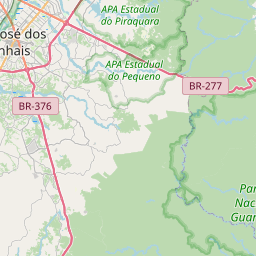 APA Estadual
do Piraquara
osé dos
nhais
APA Estadual
do Pequeno
BR-277
BR-376
Par
Nac
Guar